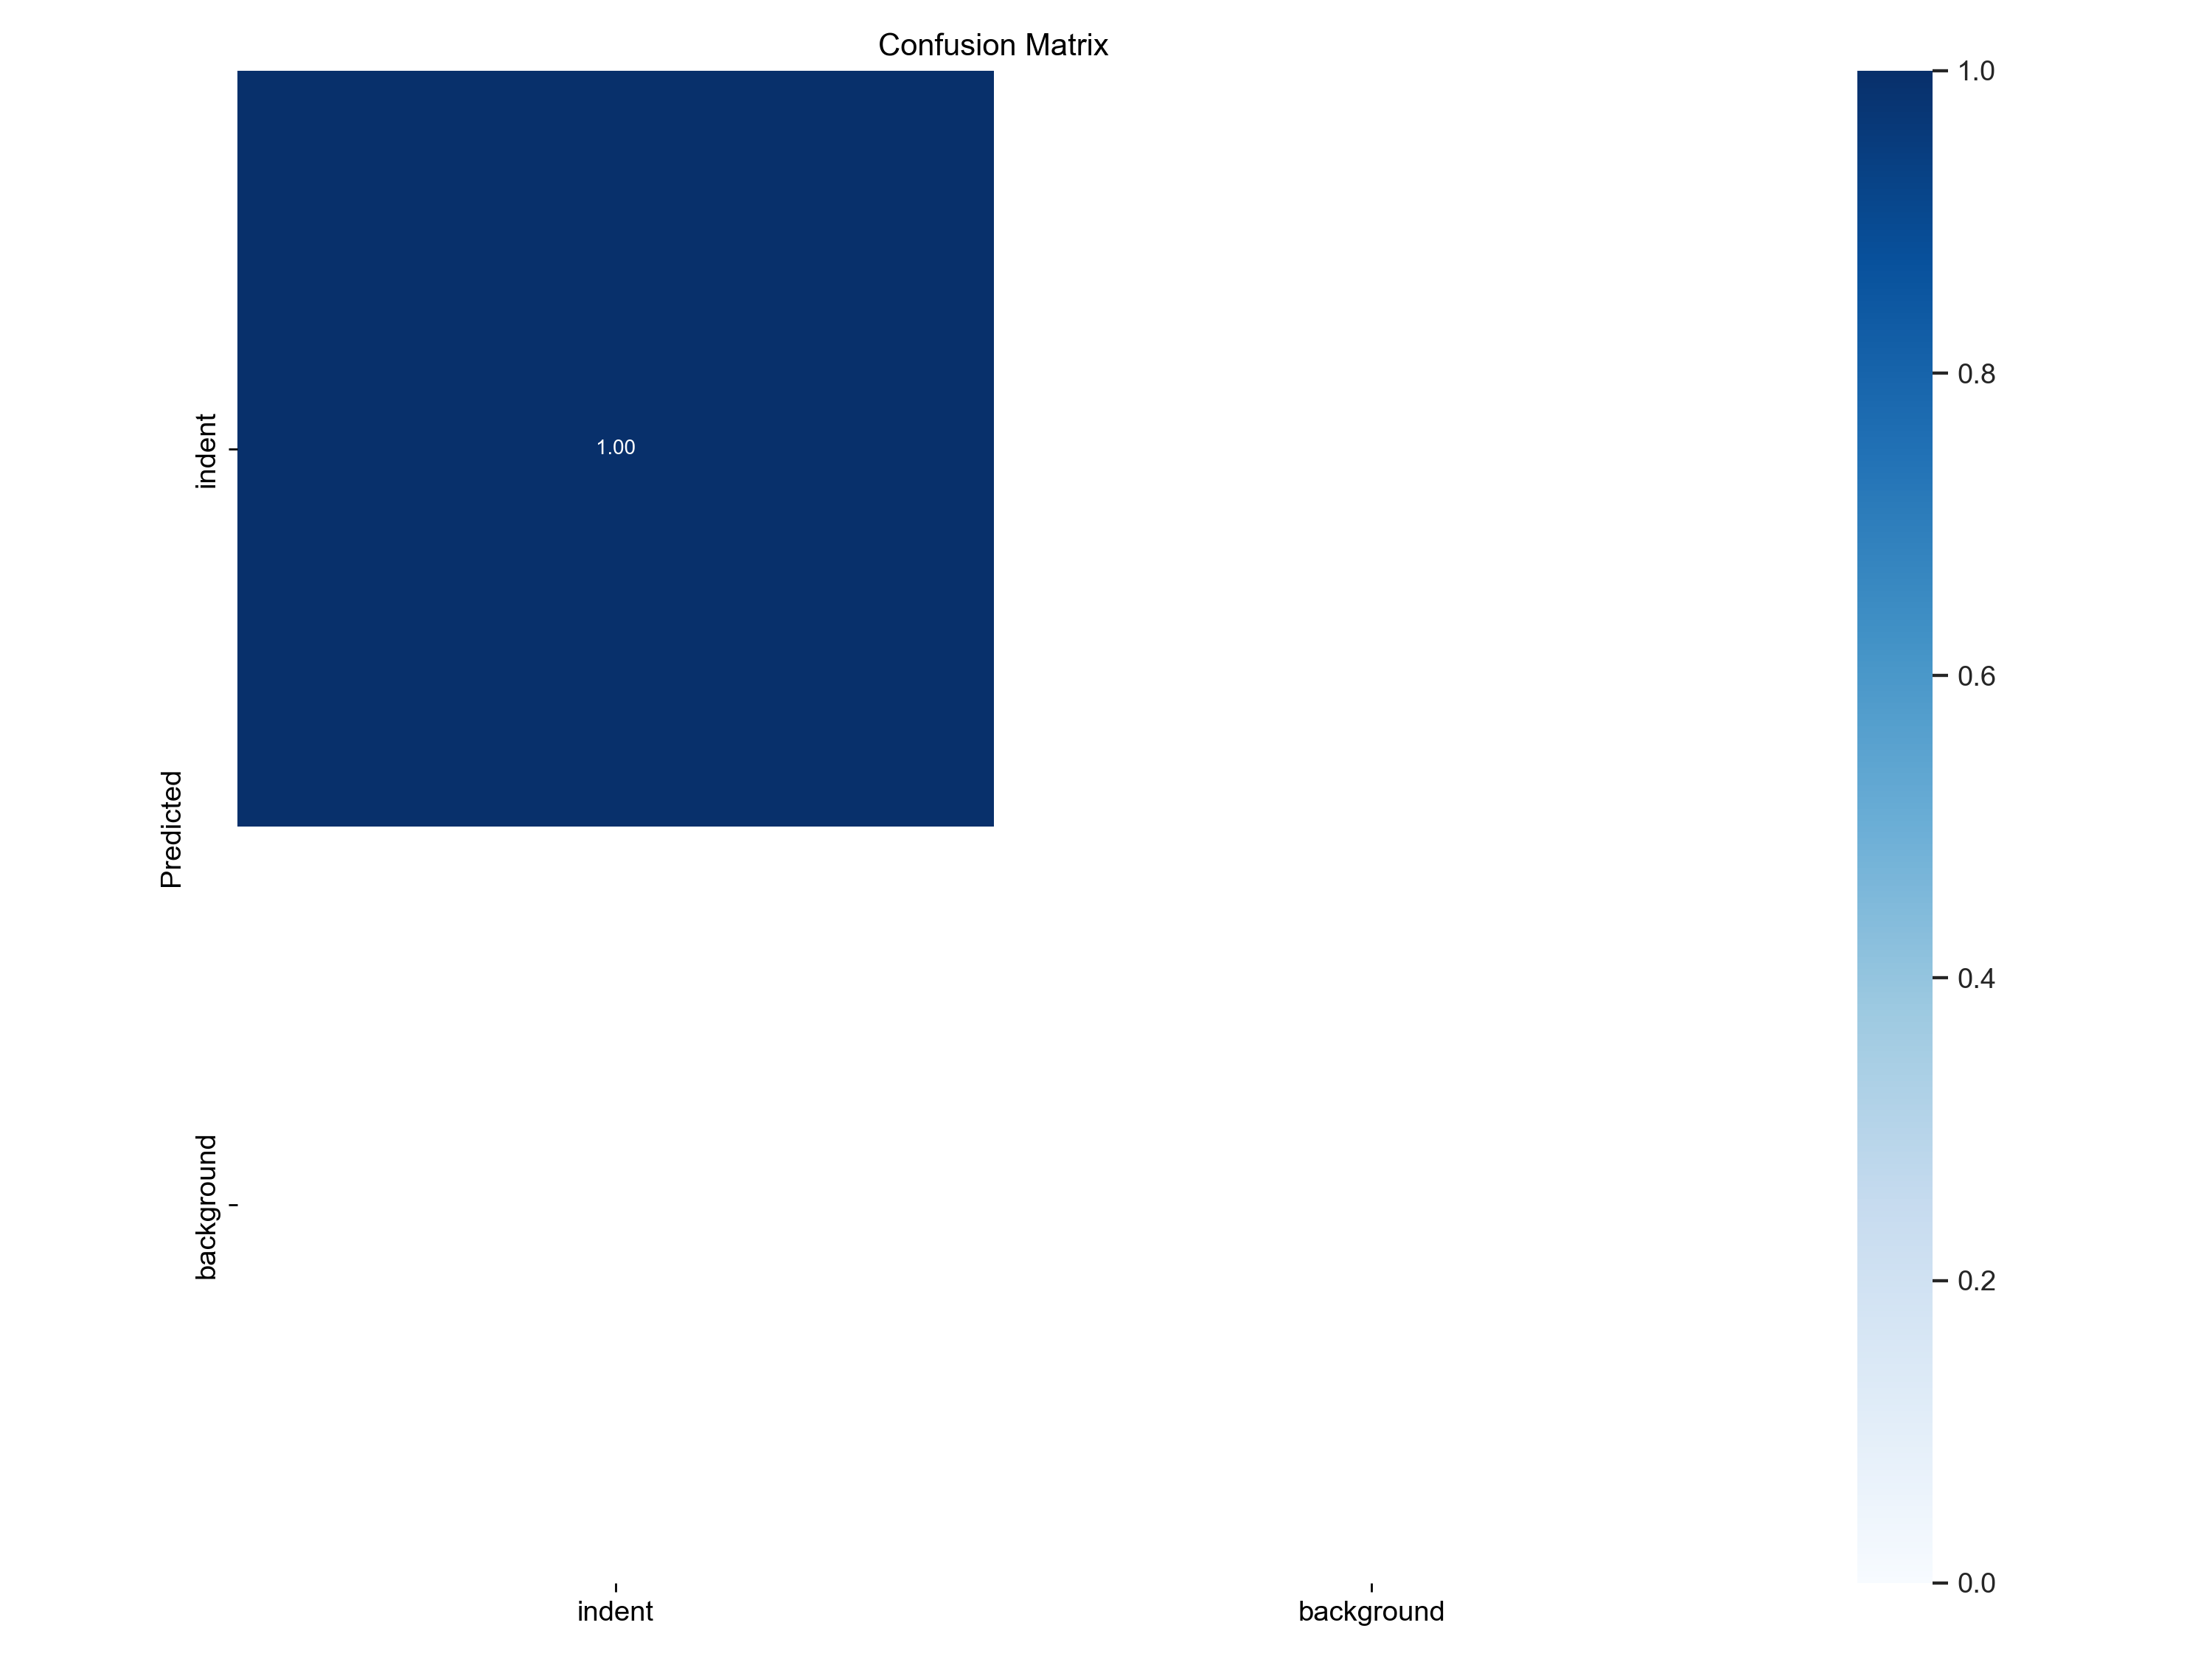 Confusion Matrix
1.0
0.8
0.6
0.4
0.2
0.0
indent
1.00
Predicted
background
indent
background